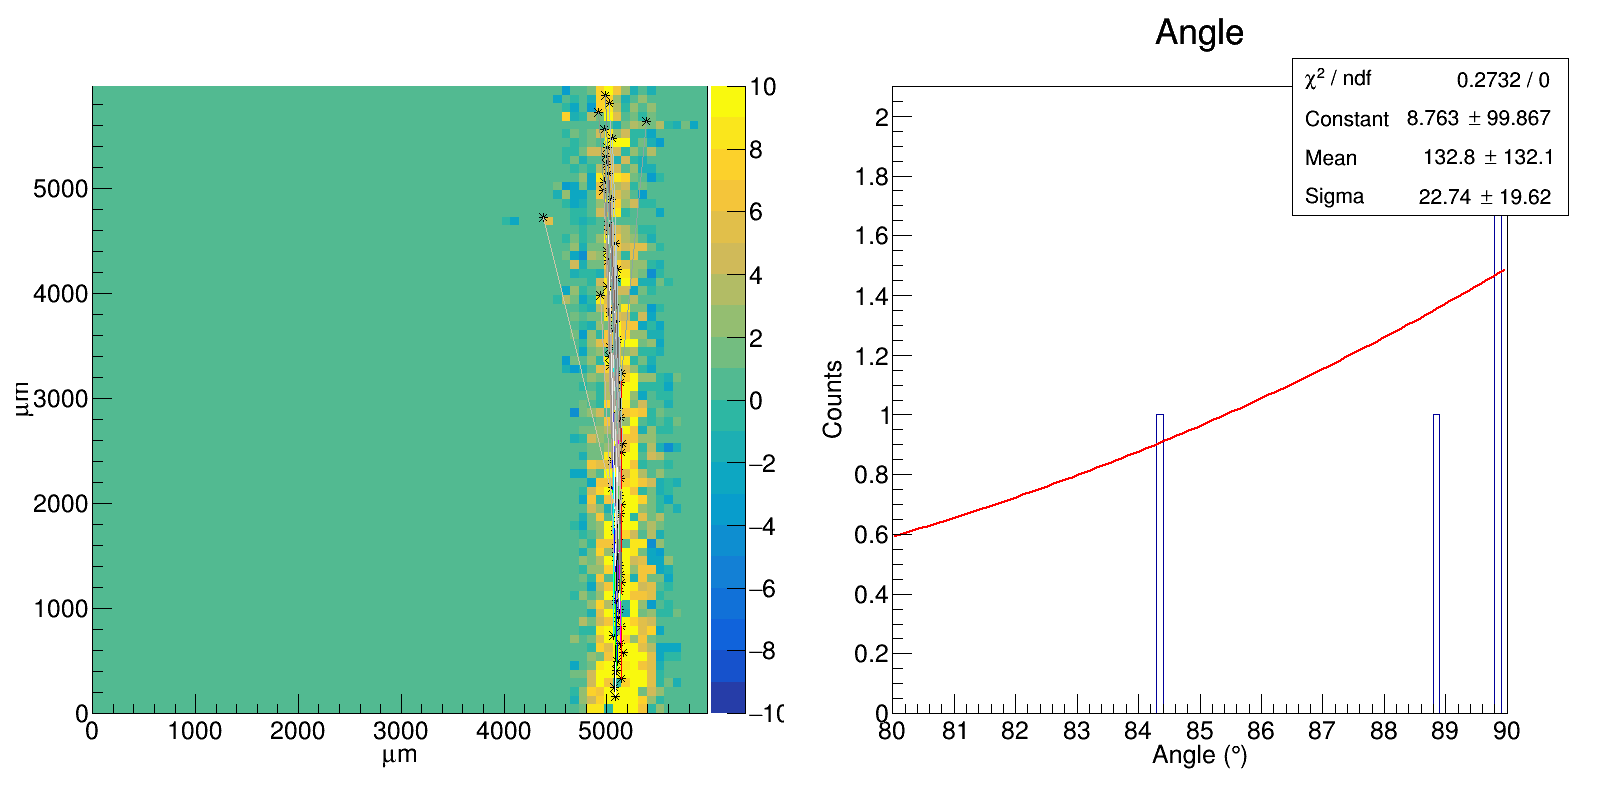 Angle
χ² / ndf 0.2732 / 0
Constant 8.763 ± 99.867
Mean 132.8 ± 132.1
Sigma 22.74 ± 19.62
μm
5000
4000
3000
2000
1000
0
0 1000 2000 3000 4000 5000
μm
10
8
6
4
2
0
−2
−4
−6
−8
−10
Counts
2
1.8
1.6
1.4
1.2
1
0.8
0.6
0.4
0.2
0
80 81 82 83 84 85 86 87 88 89 90
Angle (°)